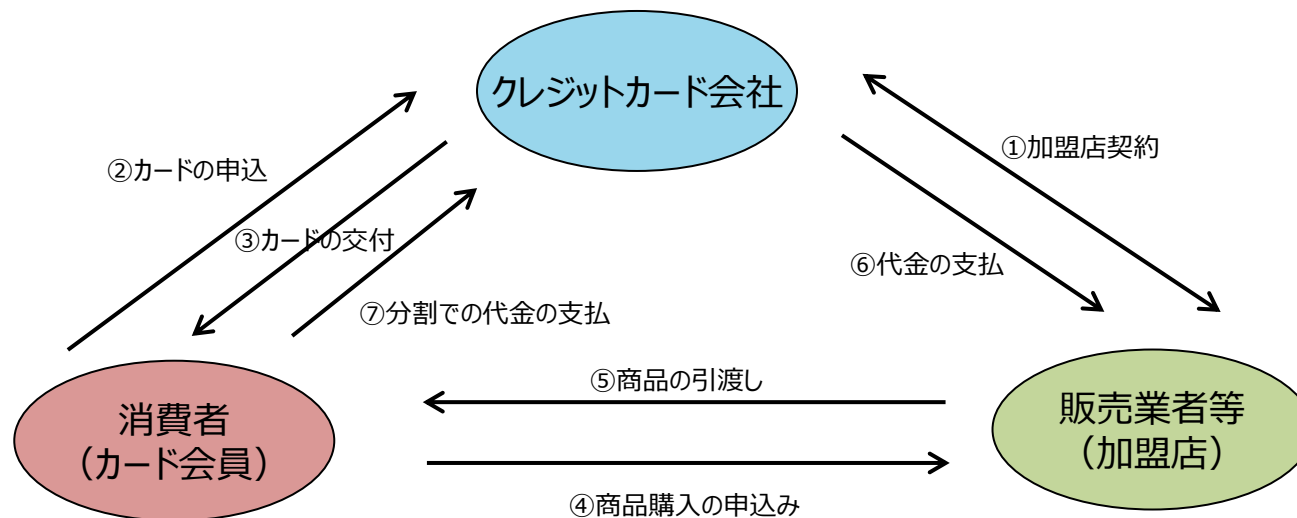 クレジットカード会社
①加盟店契約
②カードの申込
③カードの交付
⑥代金の支払
⑦分割での代金の支払
⑤商品の引渡し
消費者
（カード会員）
販売業者等
（加盟店）
④商品購入の申込み